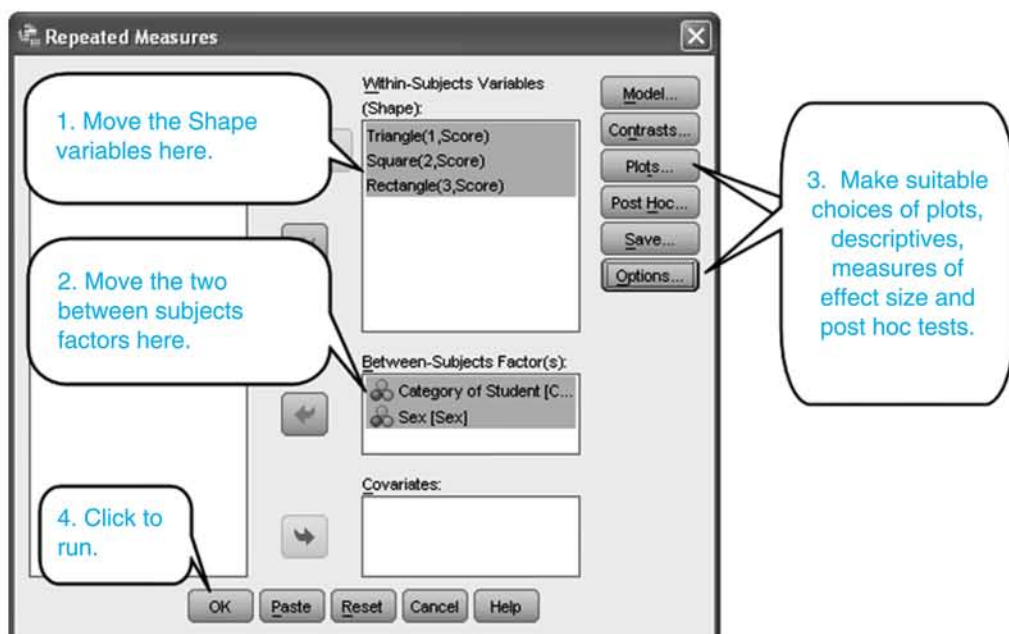 Repeated Measures
1. Move the Shape
variables here.
Within-Subjects Variables
(Shape):
Triangle(1,Score)
Square(2,Score)
Rectangle(3,Score)
Model...
Contrasts...
Plots...
Post Hoc...
Save...
Options...
3. Make suitable
choices of plots,
descriptives,
measures of
effect size and
post hoc tests.
2. Move the two
between subjects
factors here.
Between-Subjects Factor(s):
Category of Student [C...
Sex [Sex]
Covariates:
4. Click to
run.
OK
Paste
Reset
Cancel
Help